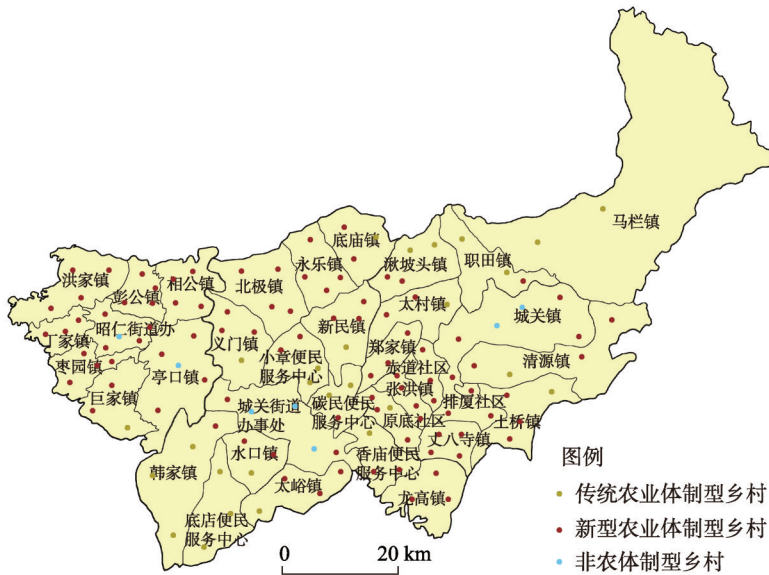 马栏镇
底庙镇
永乐镇
湫坡头镇
职田镇
洪家镇
彭公镇
相公镇
北极镇
太村镇
城关镇
昭仁街道办
丁家镇
义门镇
新民镇
郑家镇
清源镇
枣园镇
亭口镇
小章便民
服务中心
赤道社区
张洪镇
巨家镇
城关街道
办事处
碳民便民
服务中心
原底社区
排厦社区
土桥镇
丈八寺镇
韩家镇
水口镇
太峪镇
香庙便民
服务中心
尤高镇
底店便民
服务中心
图例
传统农业体制型乡村
新型农业体制型乡村
非农体制型乡村
0 20 km